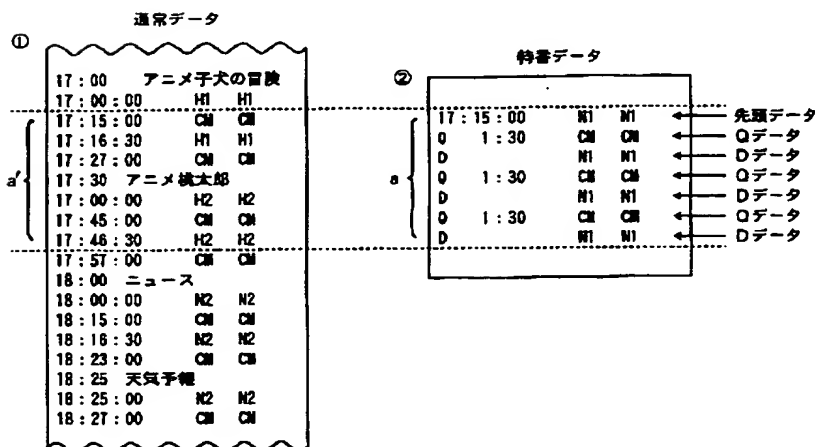 通常データ
①
17:00 アニメ子犬の冒険
17:00:00 H1 H1
17:15:00 CM CM
17:16:30 H1 H1
17:27:00 CM CM
17:30 アニメ桃太郎
17:00:00 H2 H2
17:45:00 CM CM
17:46:30 H2 H2
17:57:00 CM CM
18:00 ニュース
18:00:00 N2 N2
18:15:00 CM CM
18:16:30 N2 N2
18:23:00 CM CM
18:25 天気予報
18:25:00 N2 N2
18:27:00 CM CM
a'
特番データ
②
17:15:00 N1 N1 先頭データ
Q 1:30 CM CM Qデータ
D N1 N1 Dデータ
Q 1:30 CM CM Qデータ
D N1 N1 Dデータ
Q 1:30 CM CM Qデータ
D N1 N1 Dデータ
a